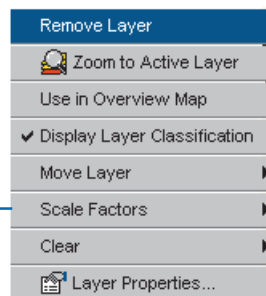 Remove Layer
Zoom to Active Layer
Use in Overview Map
Display Layer Classification
Move Layer
Scale Factors
Clear
Layer Properties...